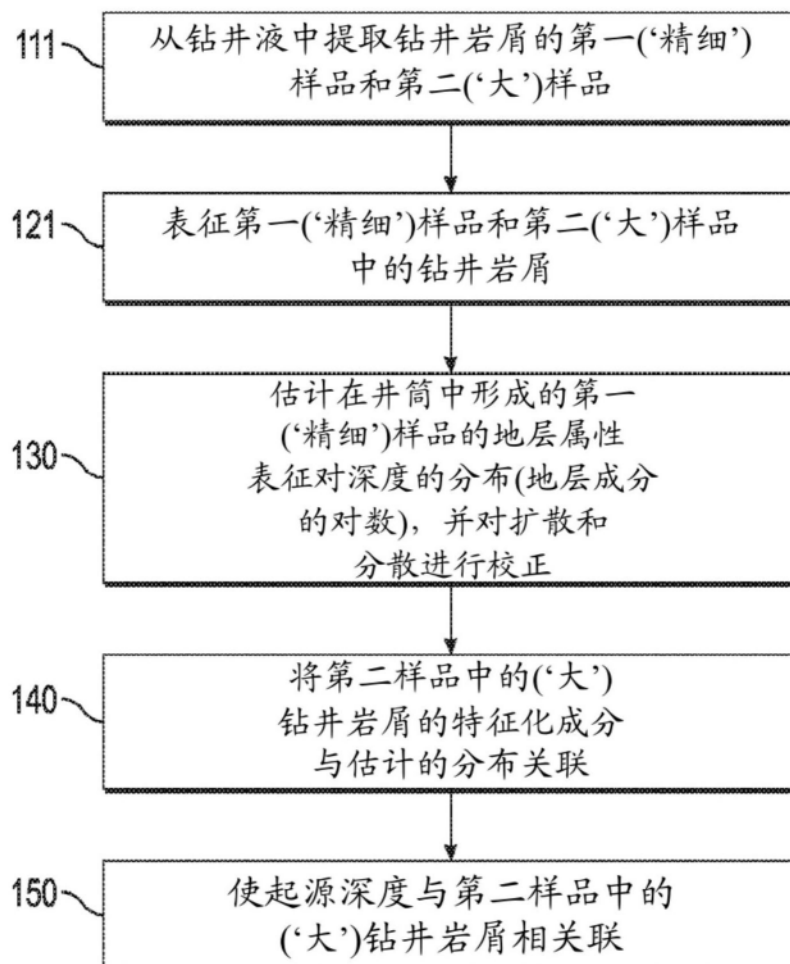 111
从钻井液中提取钻井岩屑的第一(‘精细’)
样品和第二(‘大’)样品
121
表征第一(‘精细’)样品和第二(‘大’)样品
中的钻井岩屑
130
估计在井筒中形成的第一
(‘精细’)样品的地层属性
表征对深度的分布(地层成分
的对数)，并对扩散和
分散进行校正
140
将第二样品中的(‘大’)
钻井岩屑的特征化成分
与估计的分布关联
150
使起源深度与第二样品中的
(‘大’)钻井岩屑相关联